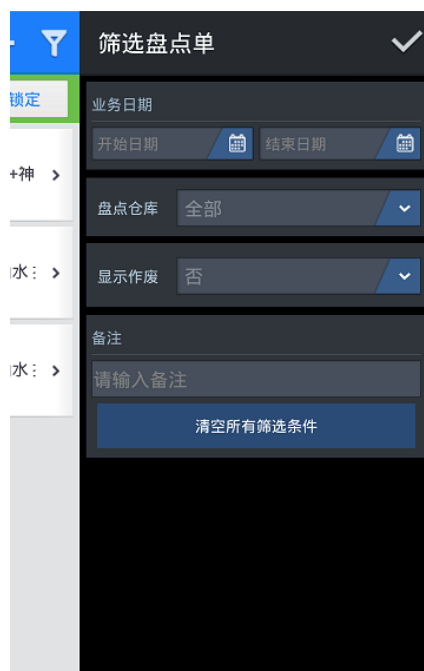 筛选盘点单
锁定
业务日期
开始日期 结束日期
+神
盘点仓库 全部
水
显示作废 否
备注
水
请输入备注
清空所有筛选条件